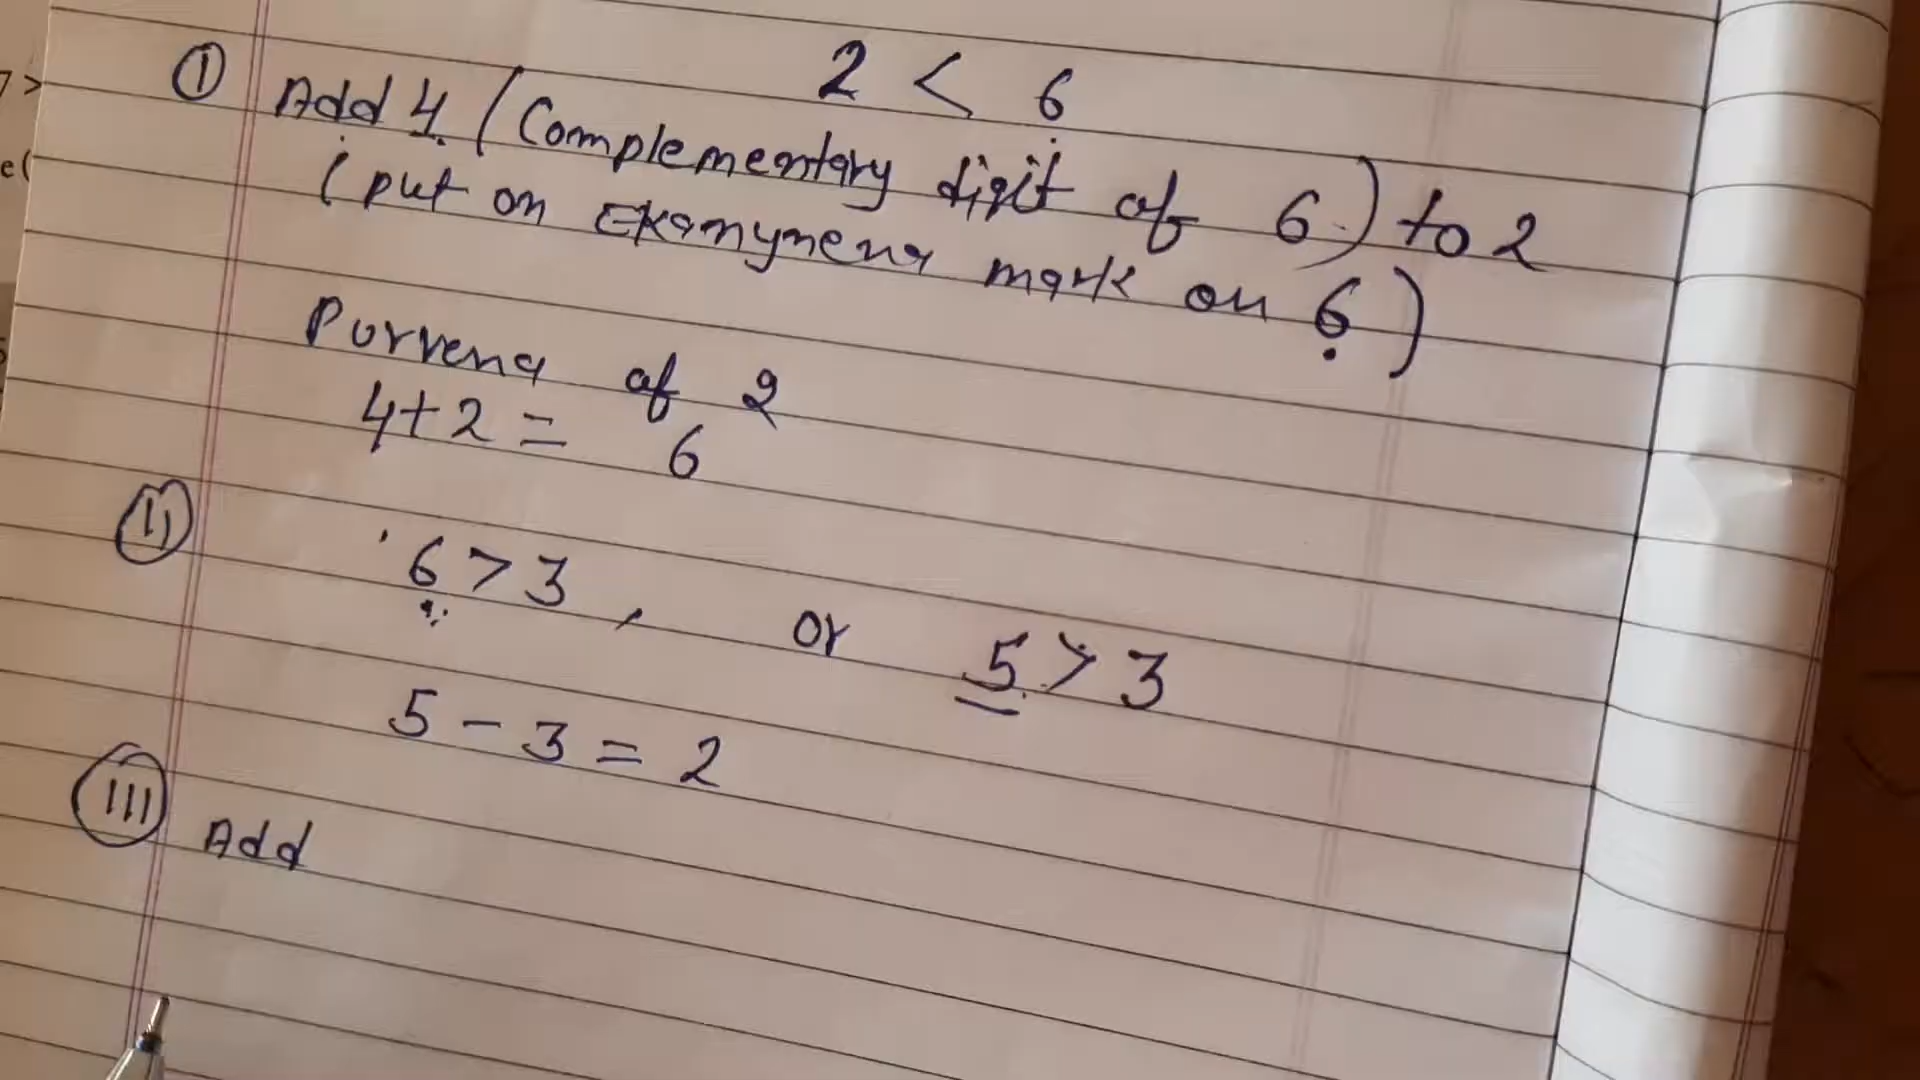 2 < 6
① Add 4 (Complementary digit of 6) to 2
(put on Ekanynena mark on 6)
Purvena of 2
4+2 = 6
(ii) 6 > 3, or 5 > 3
5 - 3 = 2
(iii) Add